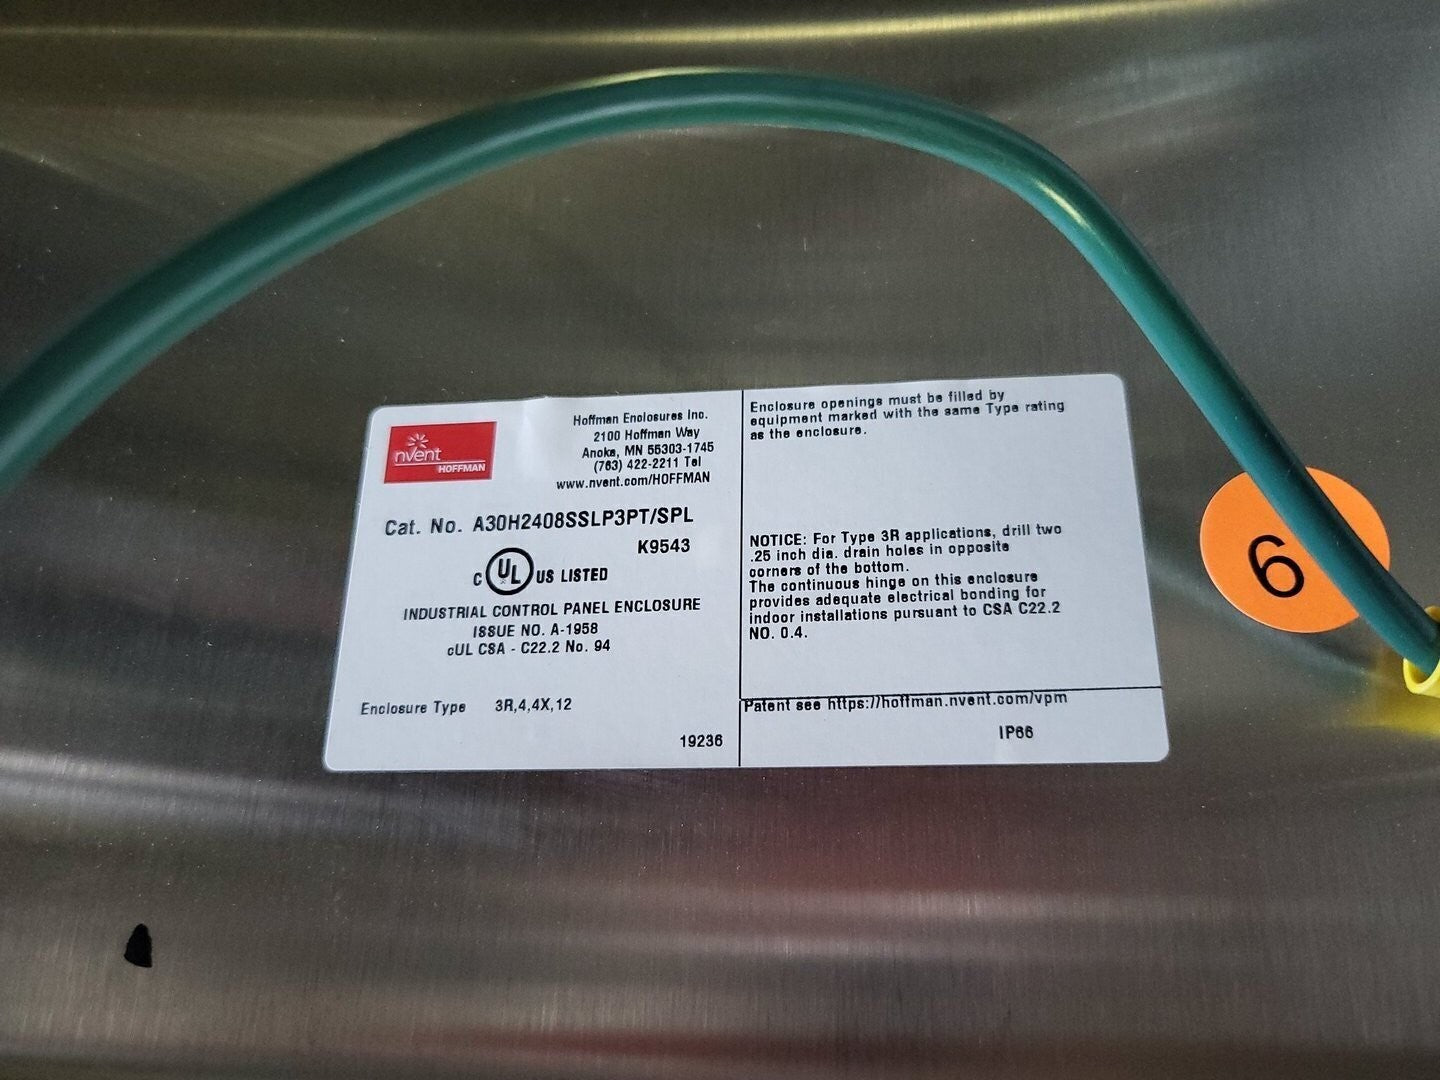 nvent
HOFFMAN
Hoffman Enclosures Inc.
2100 Hoffman Way
Anoka, MN 55303-1745
(763) 422-2211 Tel
www.nvent.com/HOFFMAN
Cat. No. A30H2408SSLP3PT/SPL
K9543
c UL US LISTED
INDUSTRIAL CONTROL PANEL ENCLOSURE
ISSUE NO. A-1958
cUL CSA - C22.2 No. 94
Enclosure Type 3R,4,4X,12
19236
Enclosure openings must be filled by
equipment marked with the same Type rating
as the enclosure.
NOTICE: For Type 3R applications, drill two
.25 inch dia. drain holes in opposite
corners of the bottom.
The continuous hinge on this enclosure
provides adequate electrical bonding for
indoor installations pursuant to CSA C22.2
NO. 0.4.
Patent see https://hoffman.nvent.com/vpm
IP66
6